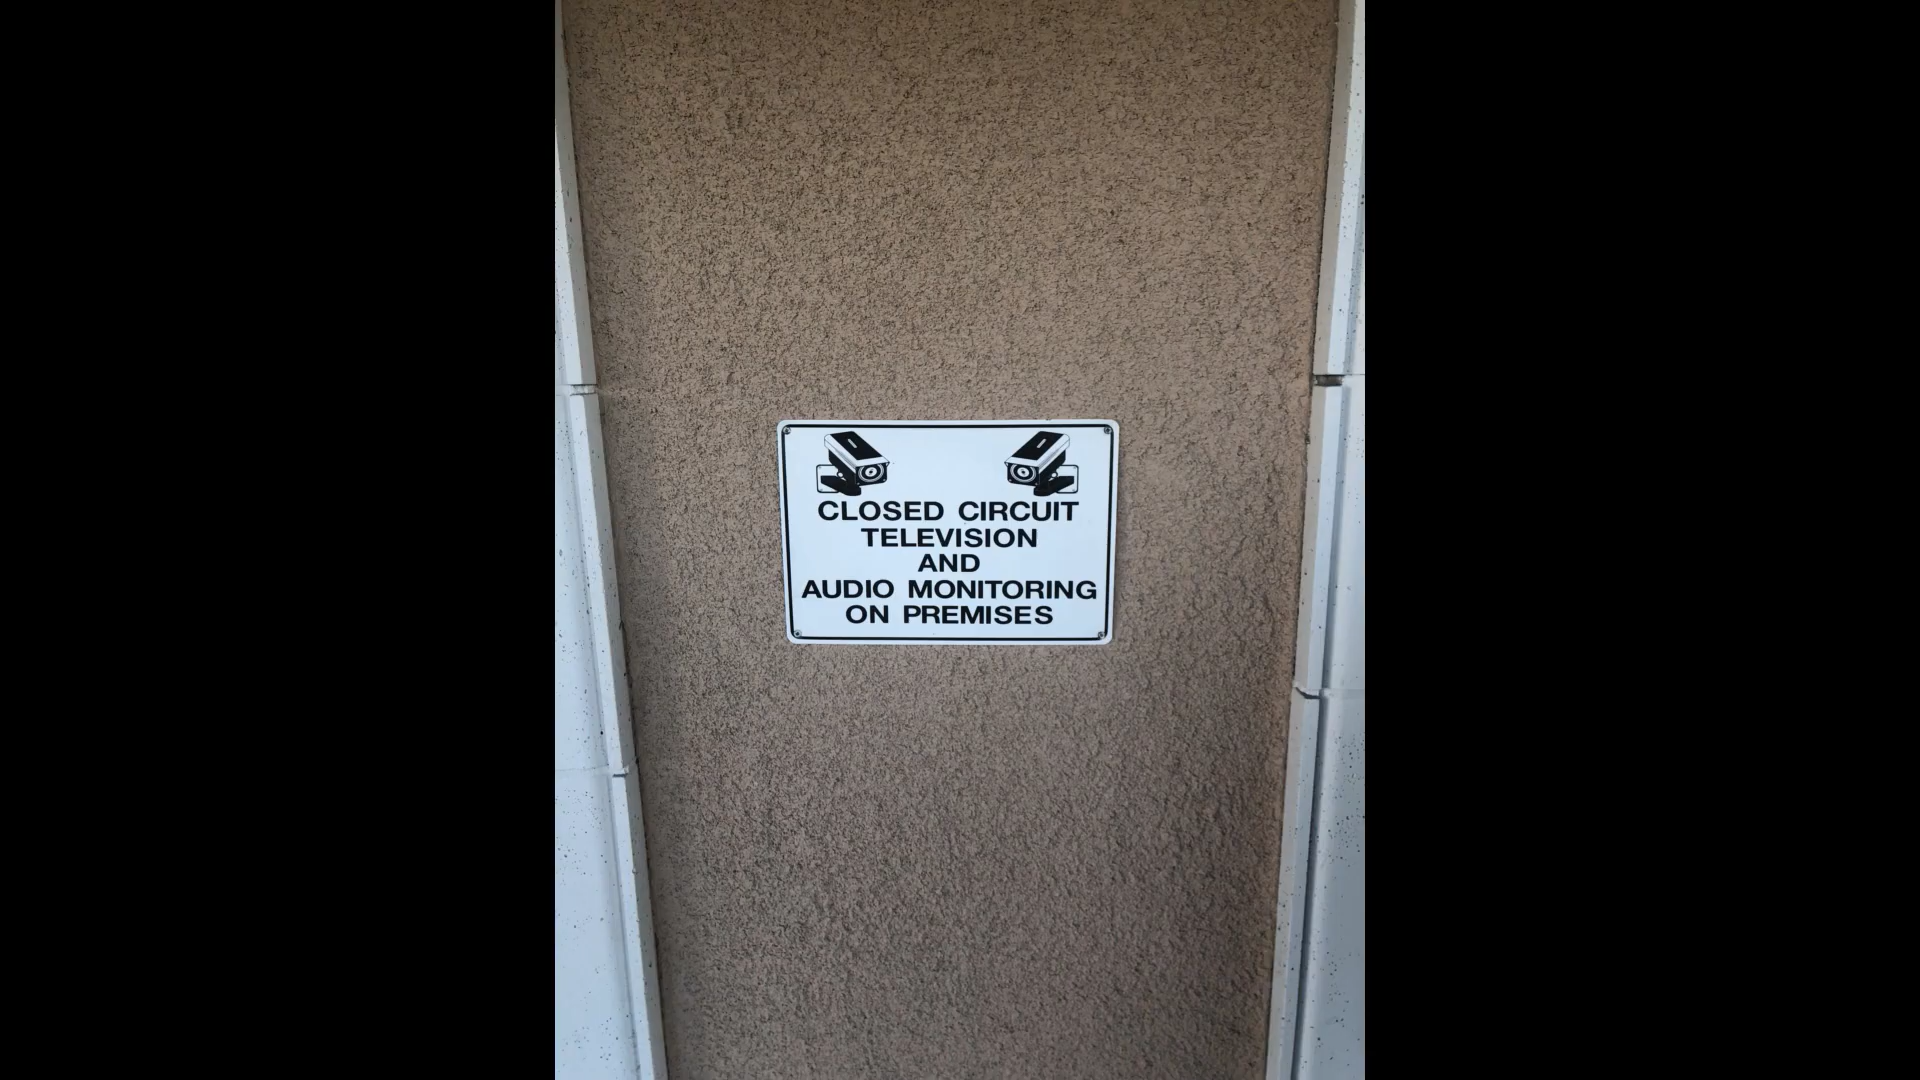 CLOSED CIRCUIT
TELEVISION
AND
AUDIO MONITORING
ON PREMISES